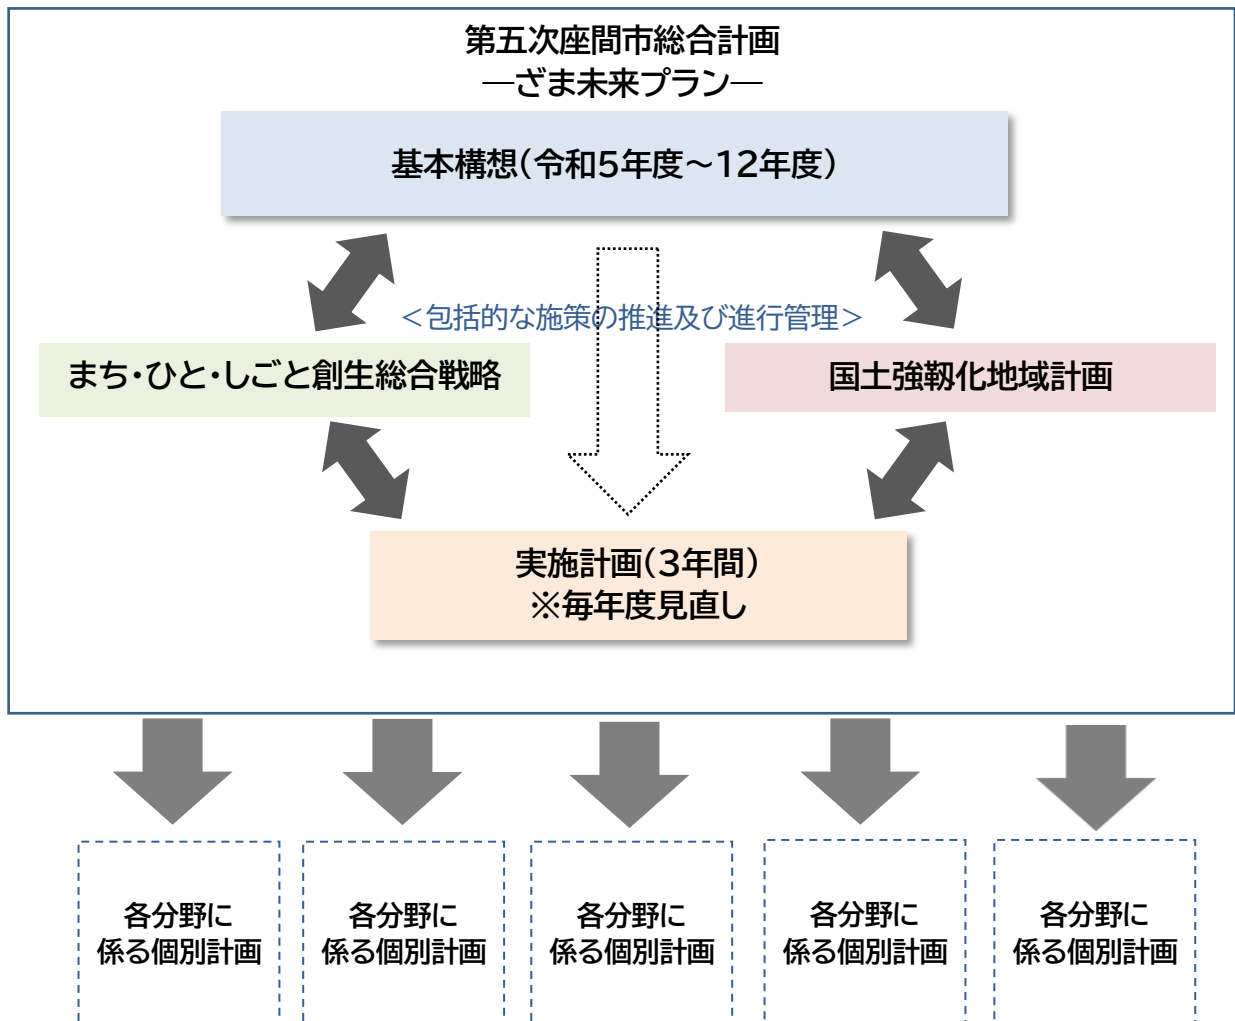 第五次座間市総合計画
―ざま未来プラン―
基本構想(令和5年度～12年度)
＜包括的な施策の推進及び進行管理＞
まち・ひと・しごと創生総合戦略
国土強靱化地域計画
実施計画(3年間)
※毎年度見直し
各分野に
係る個別計画
各分野に
係る個別計画
各分野に
係る個別計画
各分野に
係る個別計画
各分野に
係る個別計画